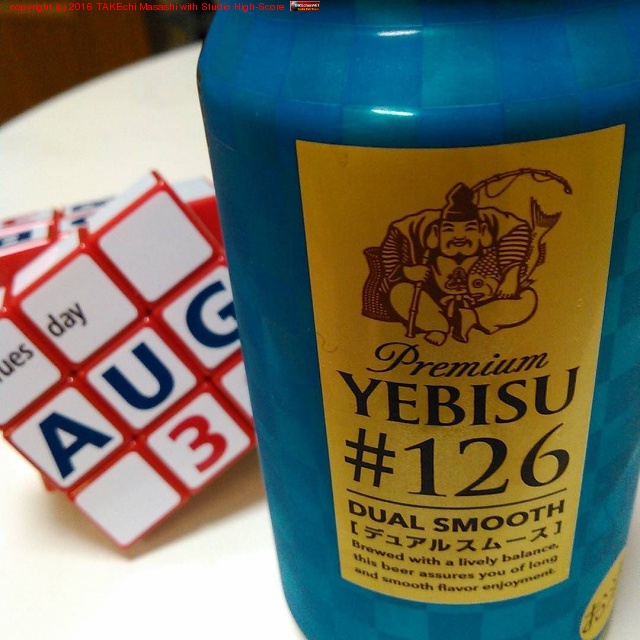 copyright (c) 2016 TAKEchi Masashi with Studio High-Score
Tues day
AUG
3
Premium
YEBISU
#126
DUAL SMOOTH
[デュアル スムース]
Brewed with a lively balance,
this beer assures you of long
and smooth flavor enjoyment.
お